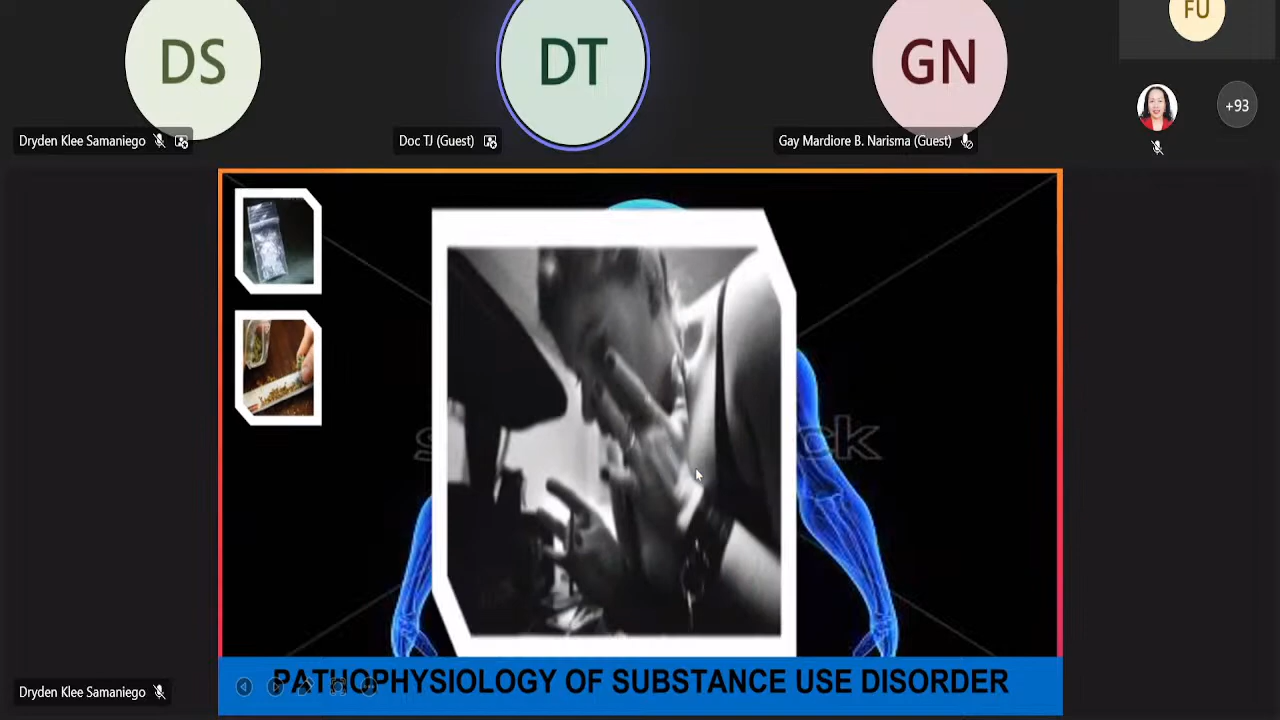 DS
DT
GN
FU
+93
Dryden Klee Samaniego
Doc TJ (Guest)
Gay Mardiore B. Narisma (Guest)
PATHOPHYSIOLOGY OF SUBSTANCE USE DISORDER
Dryden Klee Samaniego